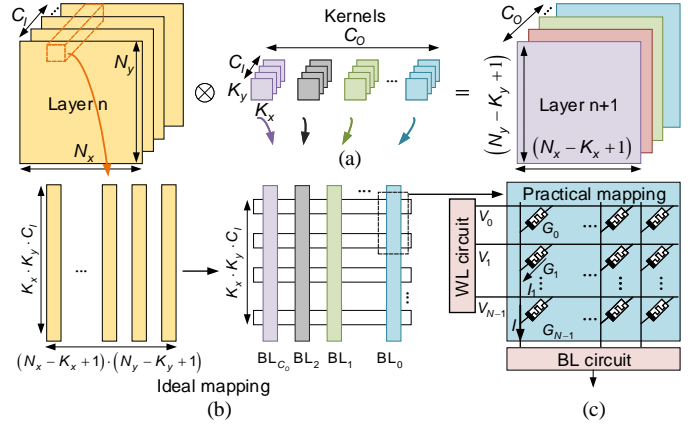 C_I
Layer n
N_y
N_x
⊗
Kernels
C_O
C_I
K_y
K_x
...
(a)
=
C_O
Layer n+1
(N_y − K_y + 1)
(N_x − K_x + 1)
K_x · K_y · C_I
...
(N_x − K_x + 1) · (N_y − K_y + 1)
K_x · K_y · C_I
...
...
BL_{C_o} BL_2 BL_1 BL_0
Ideal mapping
(b)
Practical mapping
WL circuit
V_0
V_1
V_{N-1}
G_0
...
G_1
I_1
...
G_{N-1}
I
...
BL circuit
(c)